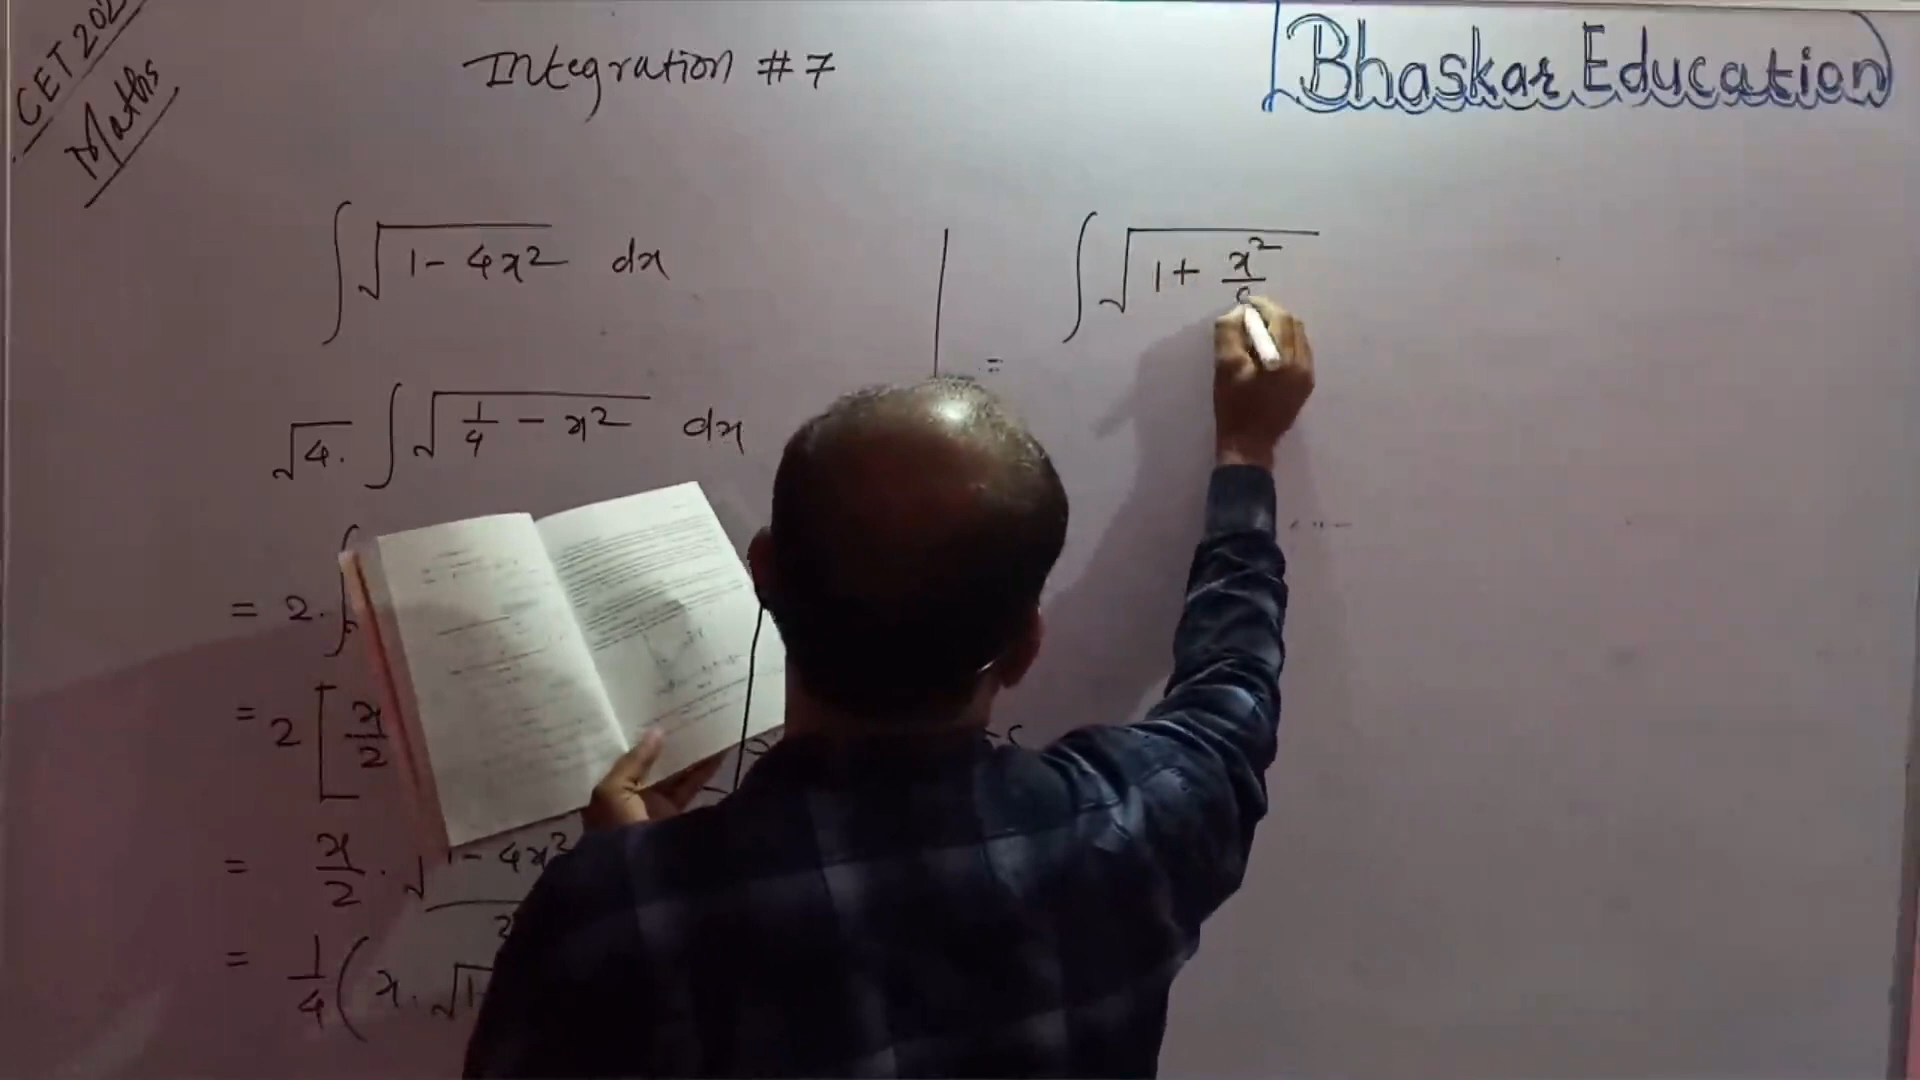 CET 202
Maths
Integration #7
Bhaskar Education
∫ √(1 - 4x²) dx
√4. ∫ √(1/4 - x²) dx
= 2. ∫
= 2 [ x/2
= x/2 . √(1 - 4x²)/2
= 1/4 ( x. √1-
∫ √(1 + x²/
=